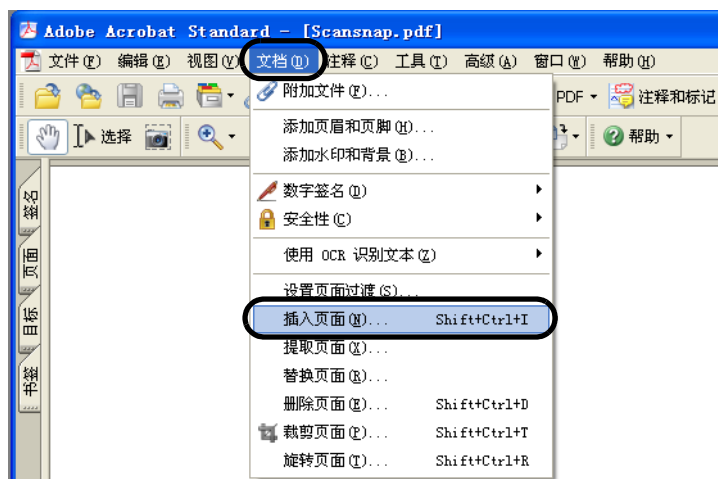 Adobe Acrobat Standard - [Scansnap.pdf]
文件(F) 编辑(E) 视图(V) 文档(D) 注释(C) 工具(T) 高级(A) 窗口(W) 帮助(H)
附加文件(F)...
PDF
注释和标记
添加页眉和页脚(H)...
选择
帮助
添加水印和背景(B)...
数字签名(D)
安全性(C)
使用 OCR 识别文本(Z)
设置页面过渡(S)...
插入页面(N)... Shift+Ctrl+I
提取页面(X)...
替换页面(R)...
删除页面(E)... Shift+Ctrl+D
裁剪页面(P)... Shift+Ctrl+T
旋转页面(T)... Shift+Ctrl+R
签名
页面
目标
书签